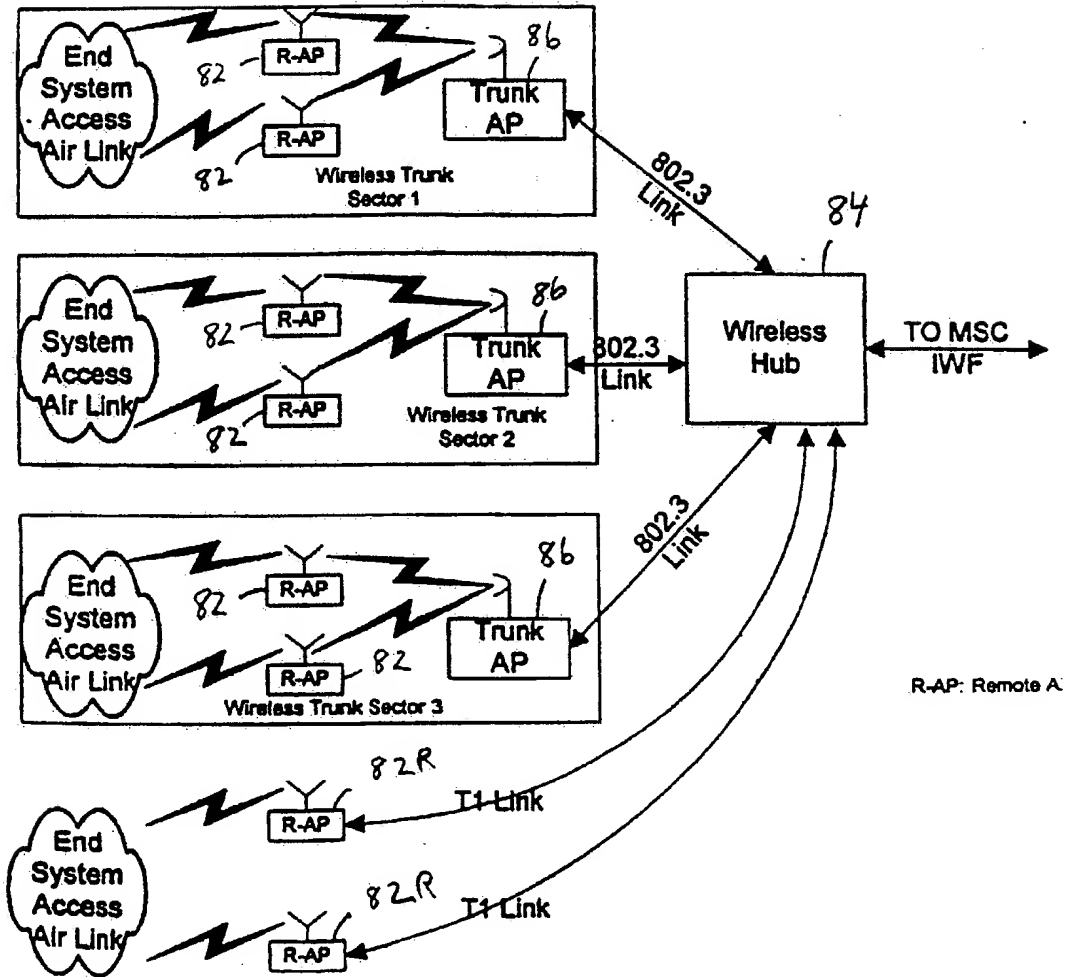 End
System
Access
Air Link
R-AP
82
R-AP
82
86
Trunk
AP
Wireless Trunk
Sector 1
802.3
Link
84
End
System
Access
Air Link
R-AP
82
R-AP
82
86
Trunk
AP
Wireless Trunk
Sector 2
802.3
Link
Wireless
Hub
TO MSC
IWF
End
System
Access
Air Link
R-AP
82
R-AP
82
86
Trunk
AP
Wireless Trunk Sector 3
802.3
Link
R-AP: Remote A
End
System
Access
Air Link
82R
R-AP
T1 Link
82R
R-AP
T1 Link